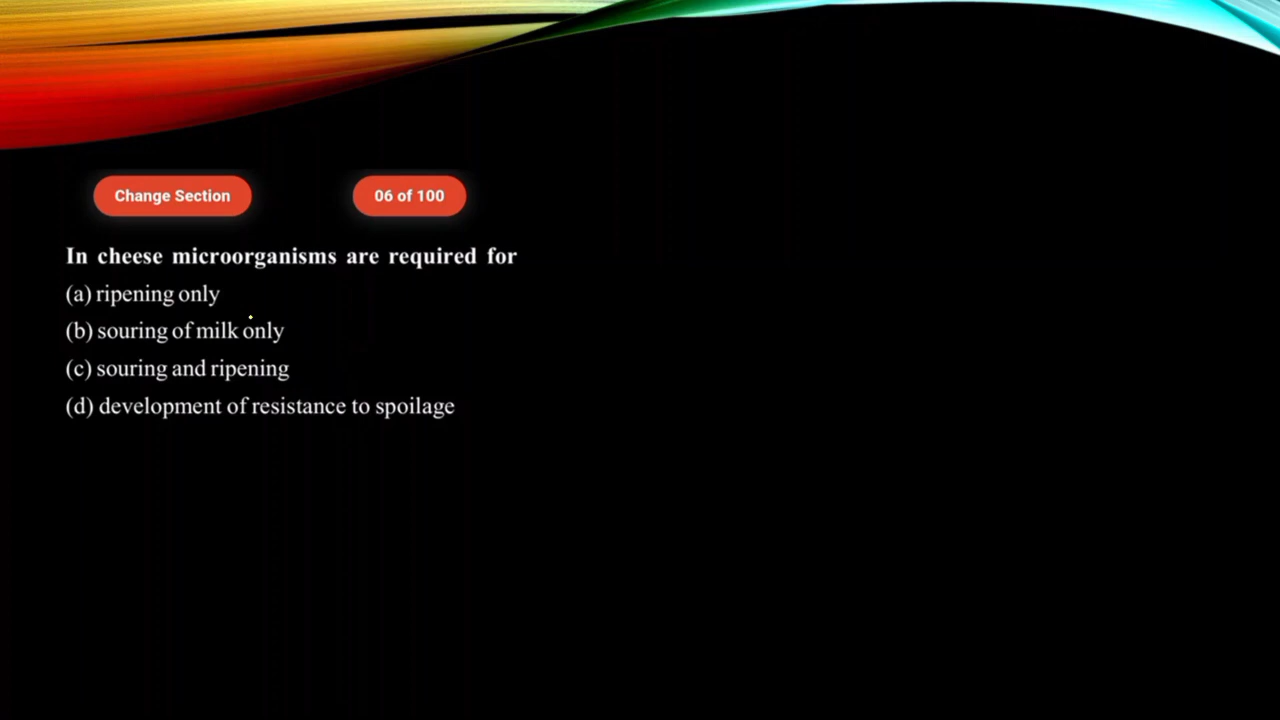 Change Section
06 of 100
In cheese microorganisms are required for
(a) ripening only
(b) souring of milk only
(c) souring and ripening
(d) development of resistance to spoilage